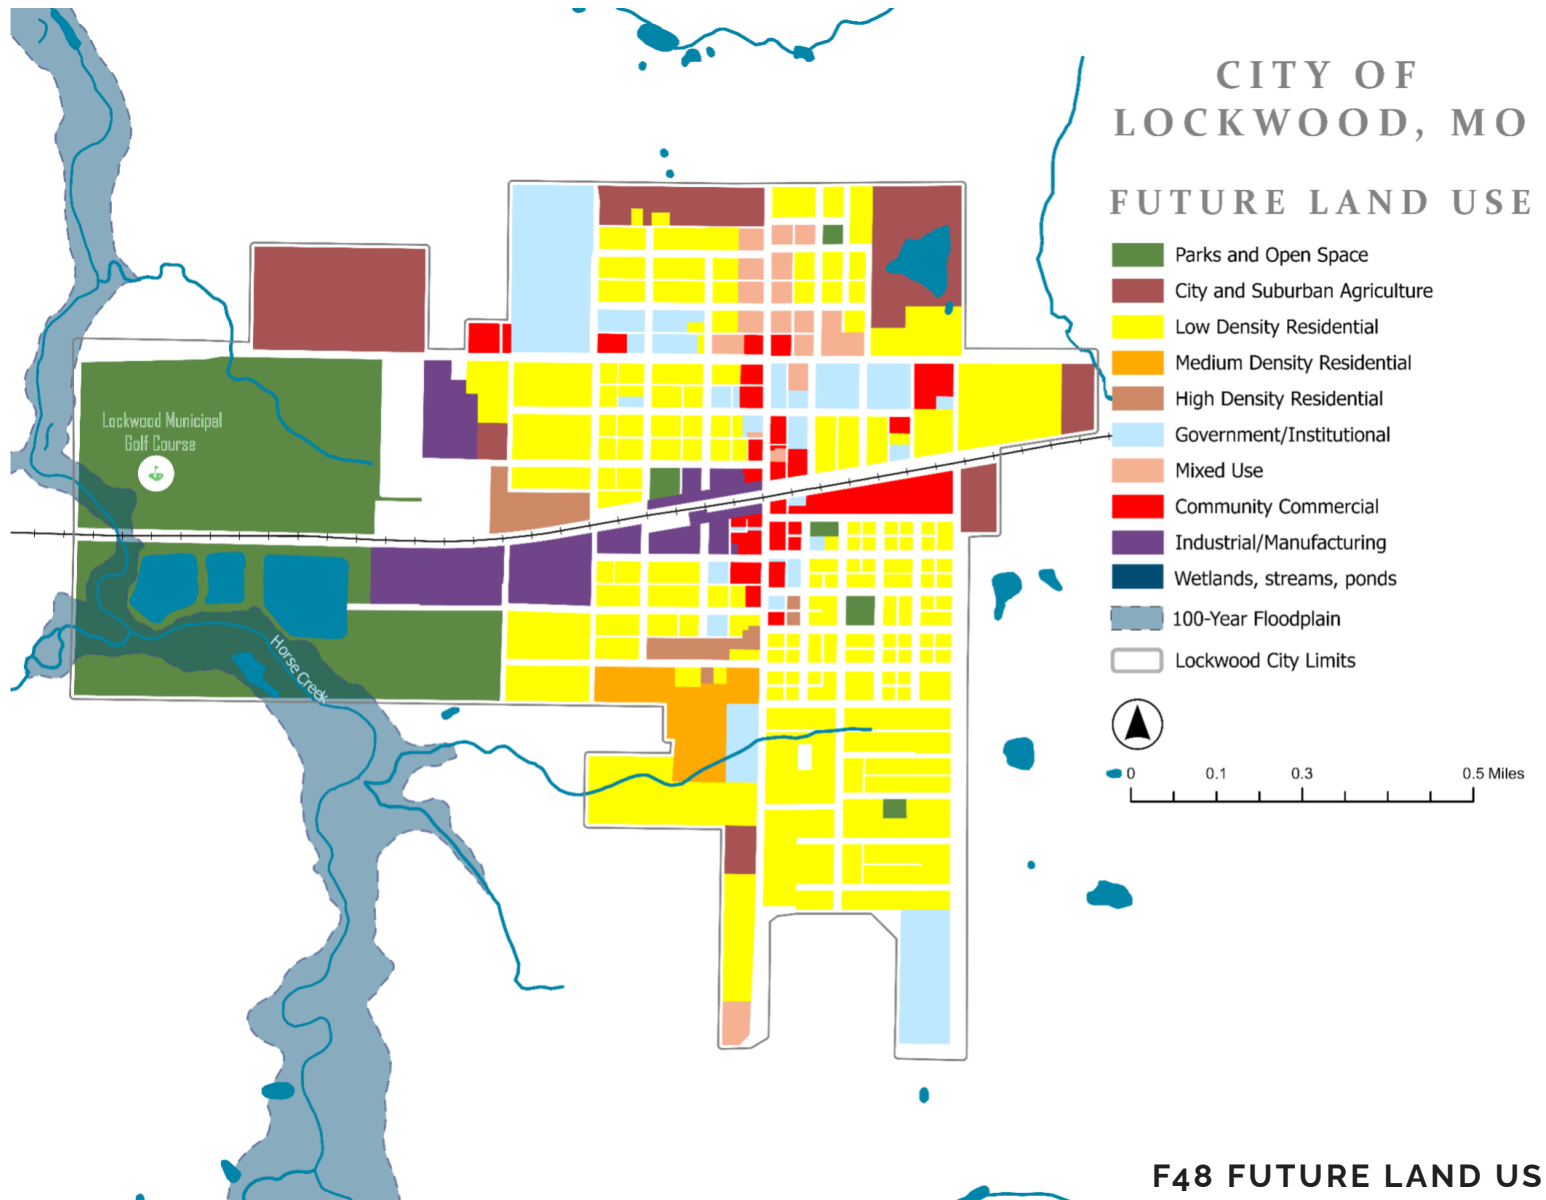 CITY OF
LOCKWOOD, MO
FUTURE LAND USE
Parks and Open Space
City and Suburban Agriculture
Low Density Residential
Medium Density Residential
High Density Residential
Government/Institutional
Mixed Use
Community Commercial
Industrial/Manufacturing
Wetlands, streams, ponds
100-Year Floodplain
Lockwood City Limits
0 0.1 0.3 0.5 Miles
Lockwood Municipal
Golf Course
Horse Creek
F48 FUTURE LAND US